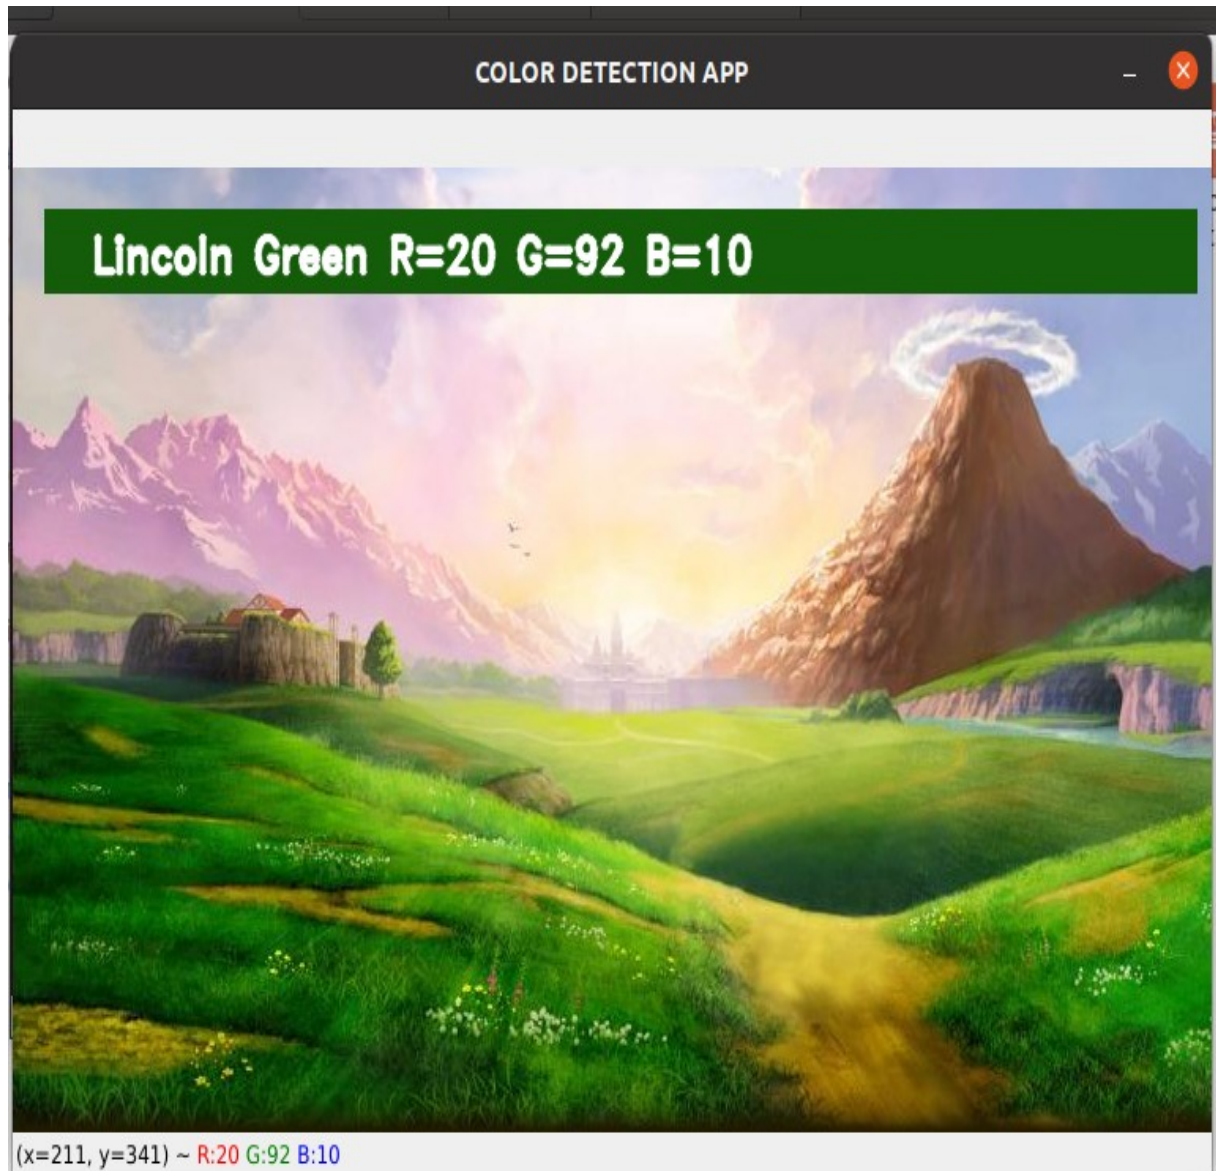 COLOR DETECTION APP
Lincoln Green R=20 G=92 B=10
(x=211, y=341) ~ R:20 G:92 B:10